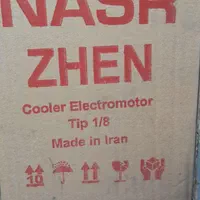 NASR
ZHEN
Cooler Electromotor
Tip 1/8
Made in Iran
10